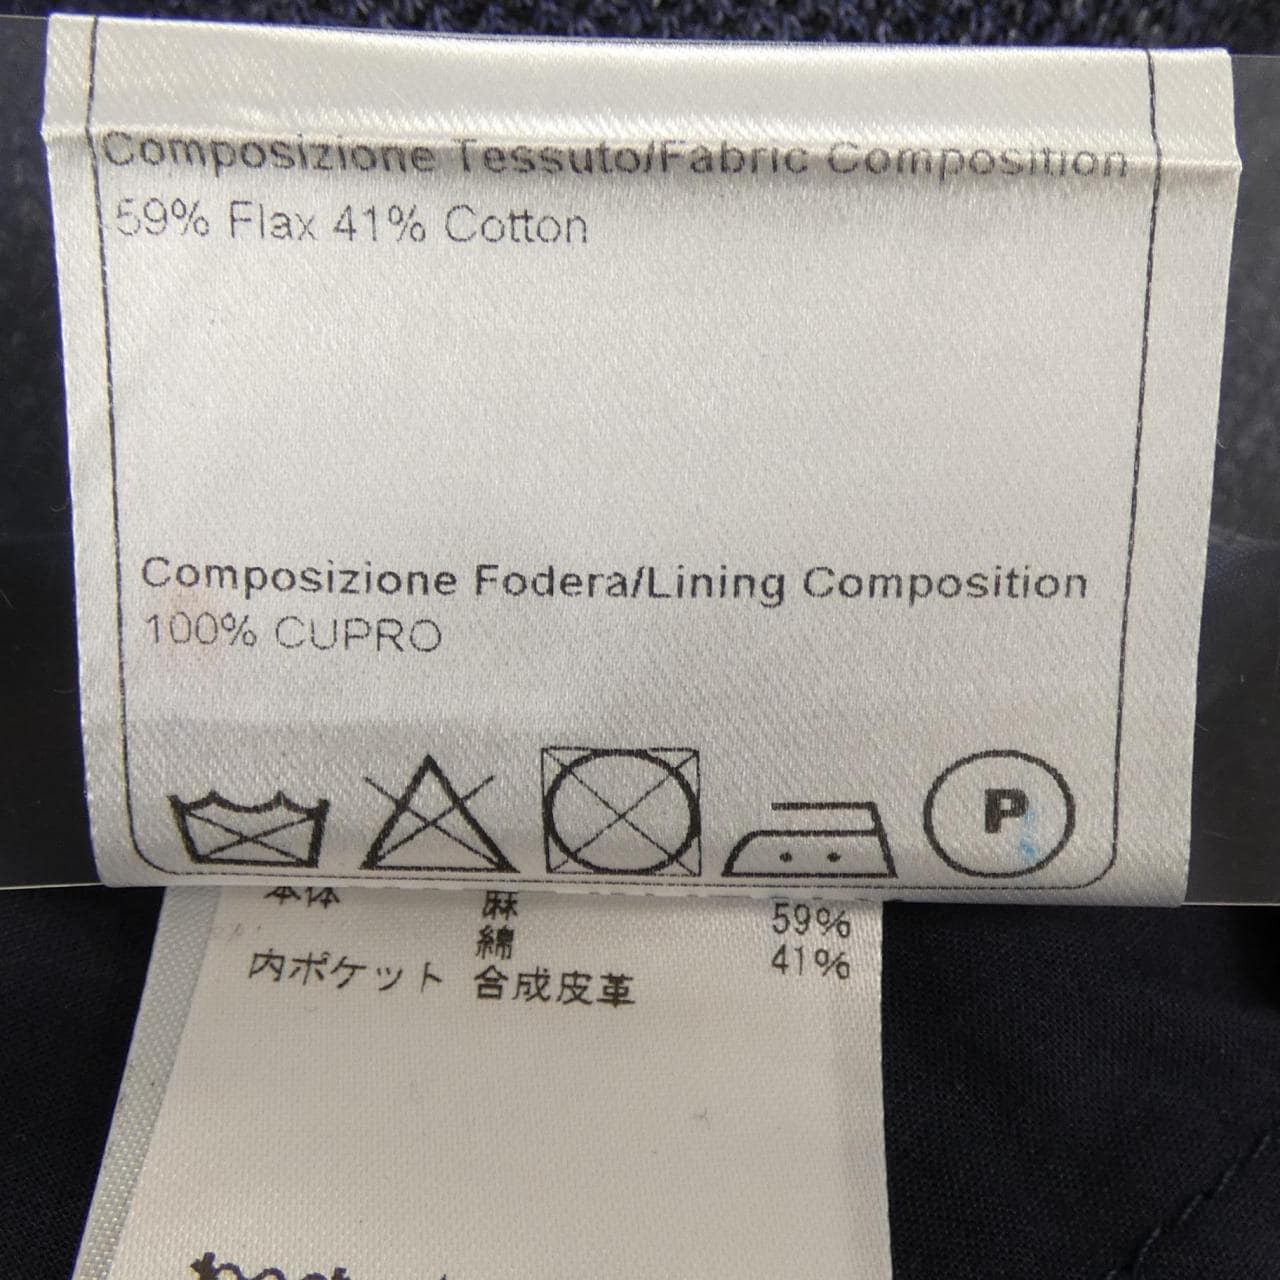 Composizione Tessuto/Fabric Composition
59% Flax 41% Cotton
Composizione Fodera/Lining Composition
100% CUPRO
P
本体 麻 59%
綿 41%
内ポケット 合成皮革